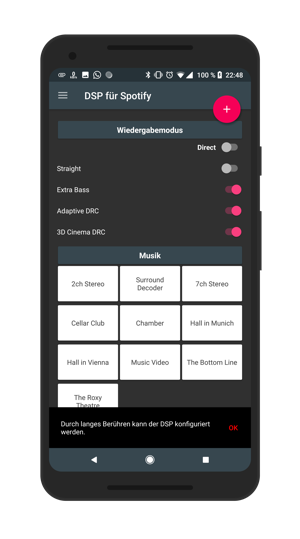 100 % 22:48
DSP für Spotify
+
Wiedergabemodus
Direct
Straight
Extra Bass
Adaptive DRC
3D Cinema DRC
Musik
2ch Stereo
Surround
Decoder
7ch Stereo
Cellar Club
Chamber
Hall in Munich
Hall in Vienna
Music Video
The Bottom Line
The Roxy
Theatre
Durch langes Berühren kann der DSP konfiguriert
werden.
OK